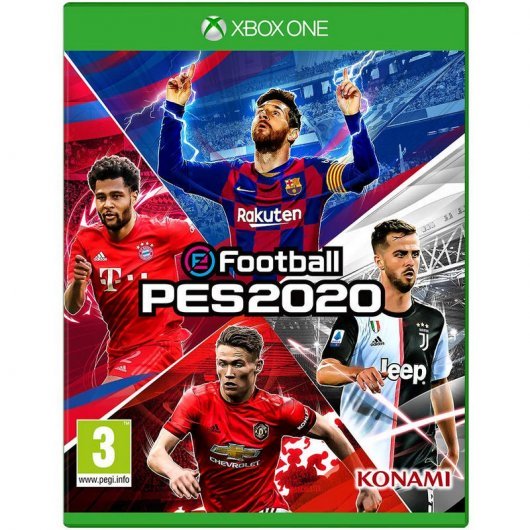 XBOX ONE
Rakuten
T
eFootball
PES2020
Jeep
CHEVROLET
3
www.pegi.info
KONAMI